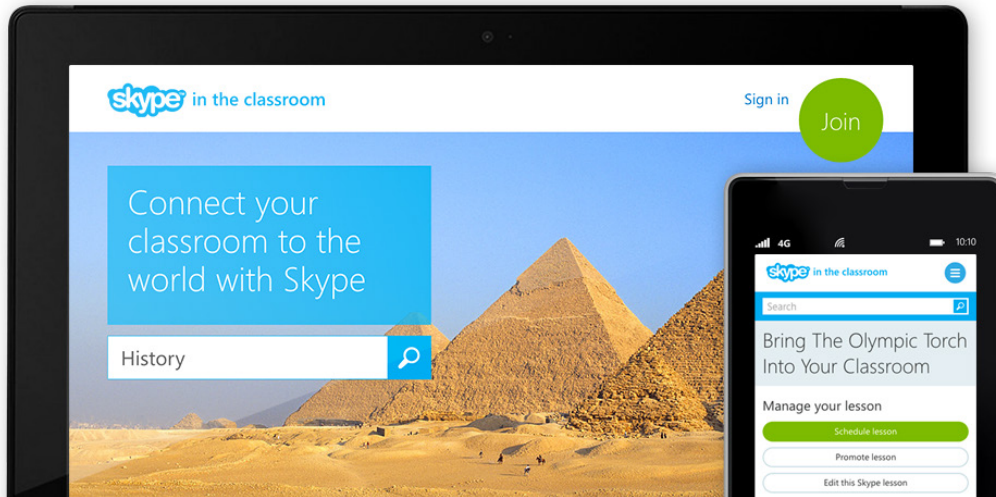 skype in the classroom
Sign in
Join
Connect your
classroom to the
world with Skype
History
4G
10:10
skype in the classroom
Search
Bring The Olympic Torch
Into Your Classroom
Manage your lesson
Schedule lesson
Promote lesson
Edit this Skype lesson